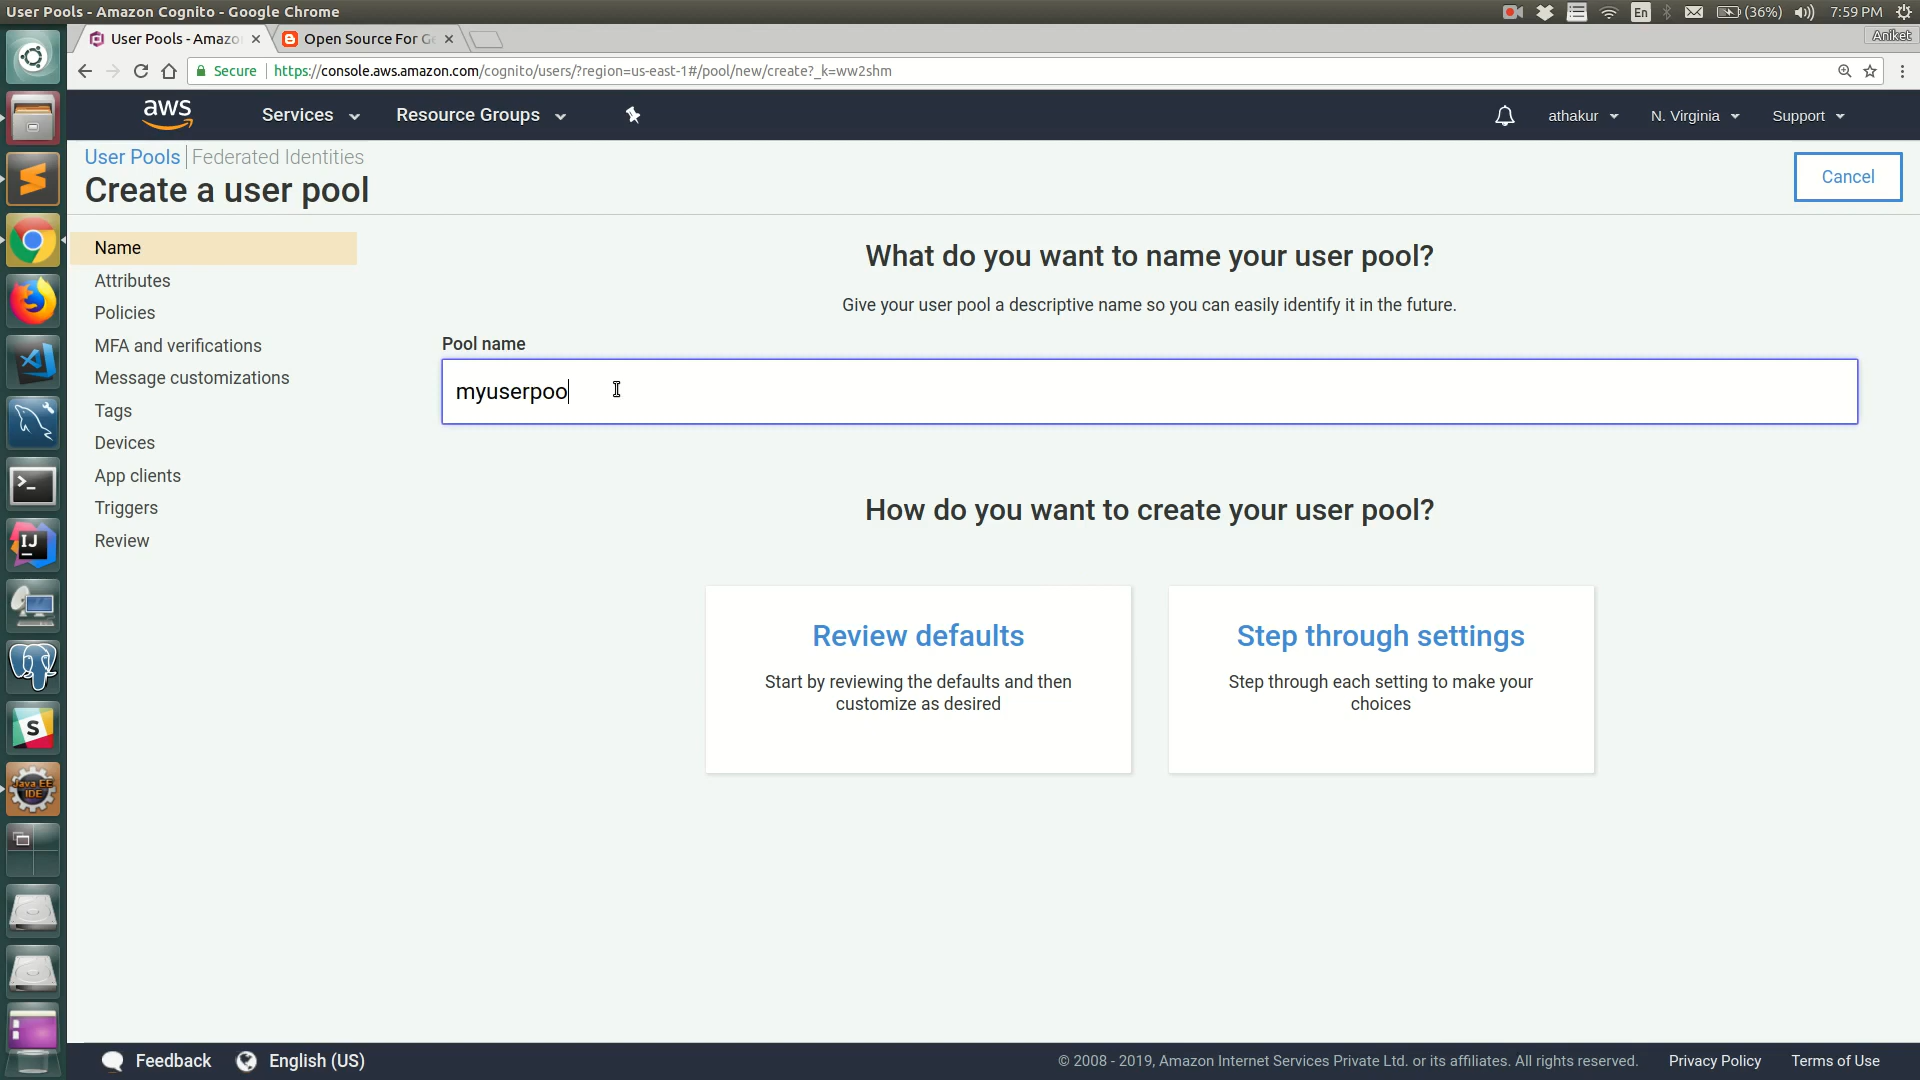 User Pools - Amazon Cognito - Google Chrome
En
(36%)
7:59 PM
User Pools - Amazo
Open Source For G
Aniket
Secure
https://console.aws.amazon.com/cognito/users/?region=us-east-1#/pool/new/create?_k=ww2shm
aws
Services
Resource Groups
athakur
N. Virginia
Support
User Pools
Federated Identities
Create a user pool
Cancel
Name
Attributes
Policies
MFA and verifications
Message customizations
Tags
Devices
App clients
Triggers
Review
What do you want to name your user pool?
Give your user pool a descriptive name so you can easily identify it in the future.
Pool name
myuserpoo
How do you want to create your user pool?
Review defaults
Start by reviewing the defaults and then
customize as desired
Step through settings
Step through each setting to make your
choices
IJ
S
Java EE
IDE
Feedback
English (US)
© 2008 - 2019, Amazon Internet Services Private Ltd. or its affiliates. All rights reserved.
Privacy Policy
Terms of Use